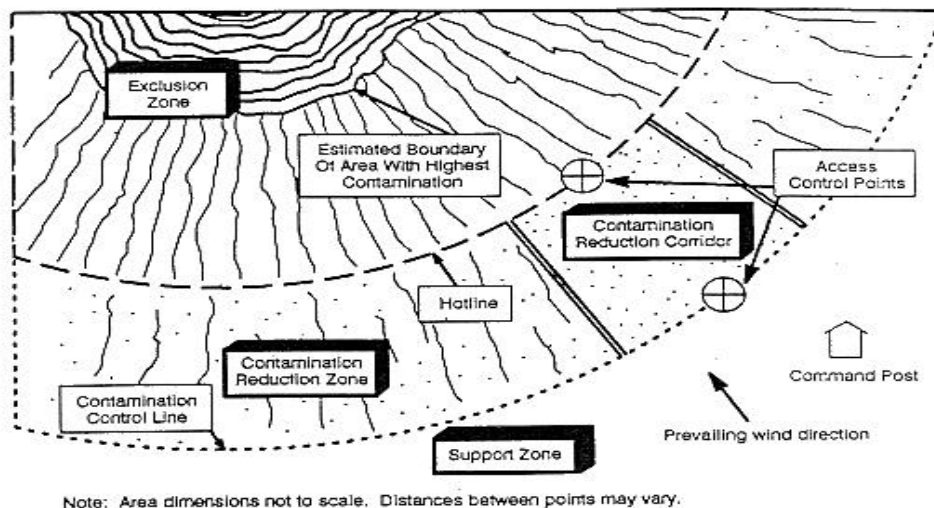 Exclusion
Zone
Estimated Boundary
Of Area With Highest
Contamination
Access
Control Points
Contamination
Reduction Corridor
Hotline
Contamination
Reduction Zone
Contamination
Control Line
Command Post
Prevailing wind direction
Support Zone
Note: Area dimensions not to scale. Distances between points may vary.